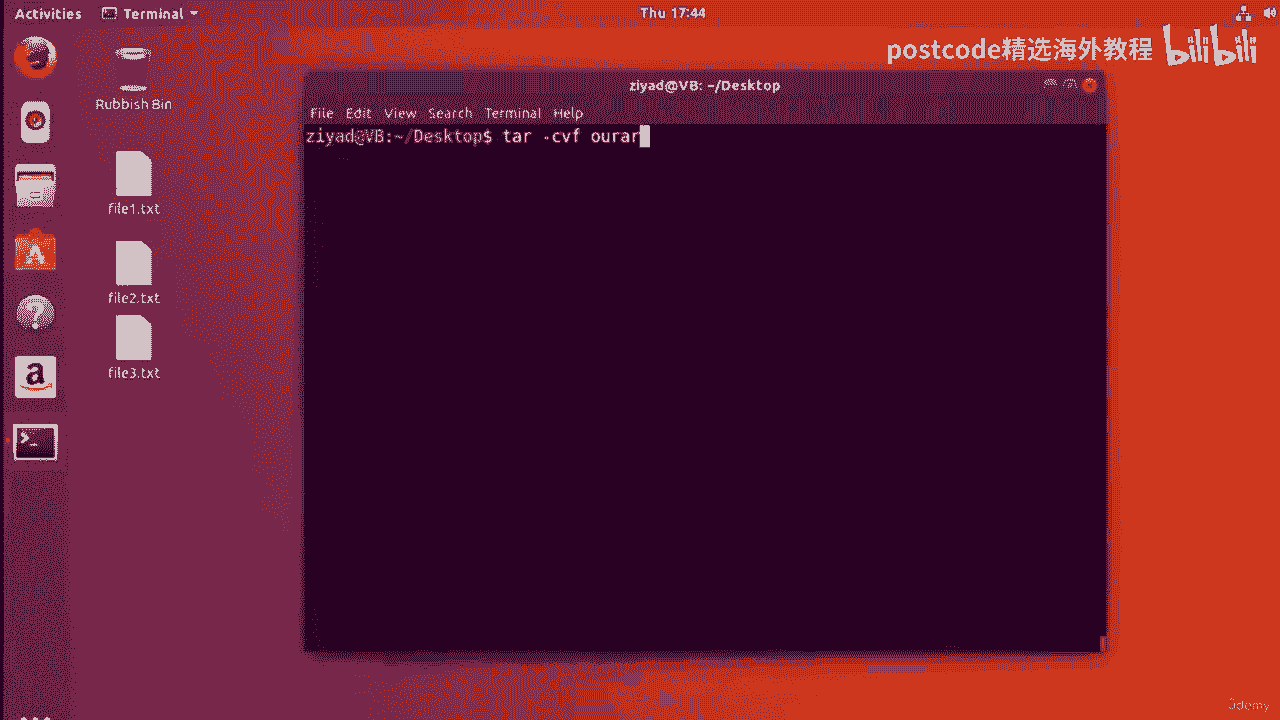 Activities Terminal Thu 17:44
postcode精选海外教程 bilibili
Rubbish Bin
ziyad@VB: ~/Desktop
File Edit View Search Terminal Help
ziyad@VB:~/Desktop$ tar -cvf ourar
file1.txt
file2.txt
file3.txt
Udemy